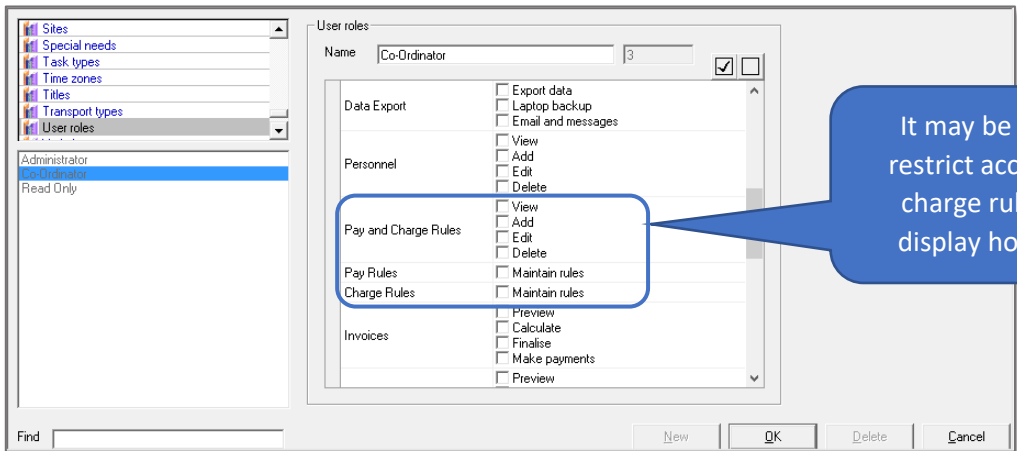 Sites
Special needs
Task types
Time zones
Titles
Transport types
User roles
Administrator
Co-Ordinator
Read Only
Find
User roles
Name
Co-Ordinator
3
Data Export
Export data
Laptop backup
Email and messages
Personnel
View
Add
Edit
Delete
Pay and Charge Rules
View
Add
Edit
Delete
Pay Rules
Maintain rules
Charge Rules
Maintain rules
Invoices
Preview
Calculate
Finalise
Make payments
Preview
New
OK
Delete
Cancel
It may be
restrict
charge
display